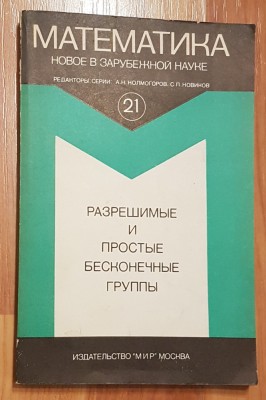 МАТЕМАТИКА
НОВОЕ В ЗАРУБЕЖНОЙ НАУКЕ
РЕДАКТОРЫ СЕРИИ: А.Н. КОЛМОГОРОВ, С.П. НОВИКОВ
21
РАЗРЕШИМЫЕ
И
ПРОСТЫЕ
БЕСКОНЕЧНЫЕ
ГРУППЫ
ИЗДАТЕЛЬСТВО "МИР" МОСКВА